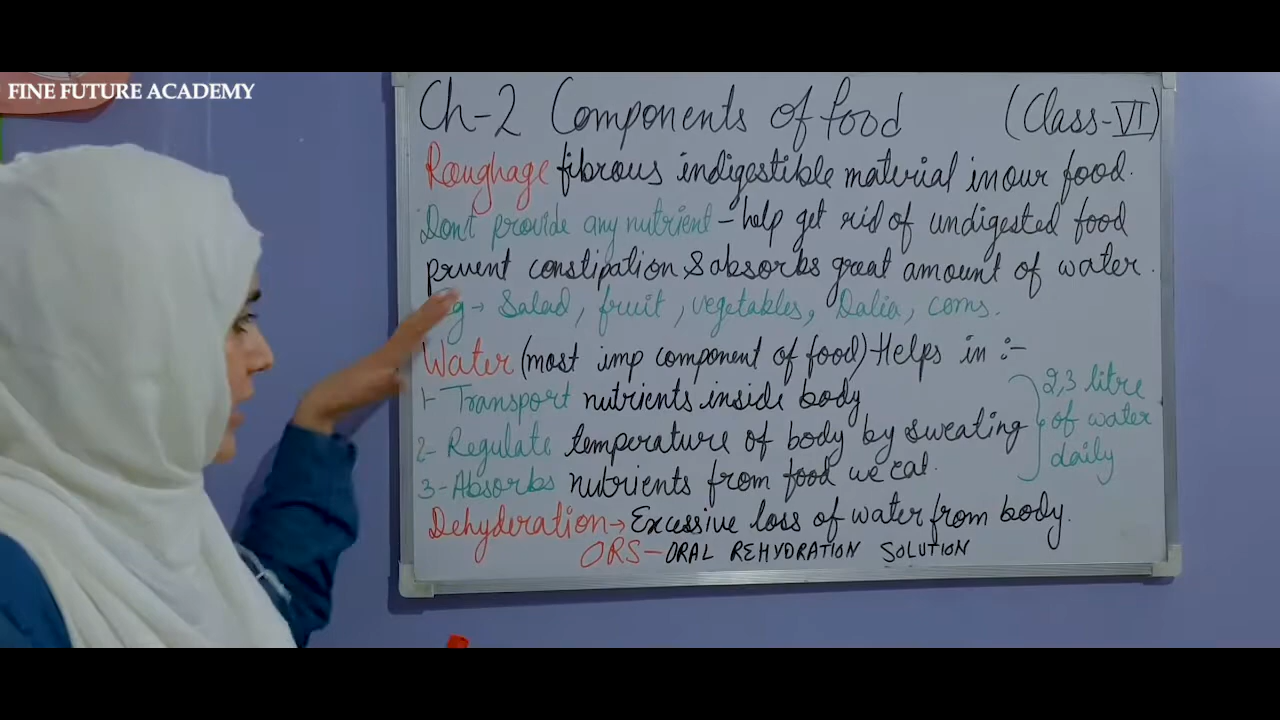 FINE FUTURE ACADEMY
Ch-2 Components of food (Class-VI)
Roughage fibrous indigestible material in our food.
Don't provide any nutrient - help get rid of undigested food
prvent constipation & absorbs great amount of water.
Eg → Salad, fruit, vegetables, Dalia, corns.
Water (most imp component of food) Helps in :-
1- Transport nutrients inside body
2- Regulate temperature of body by sweating
3- Absorbs nutrients from food we eat.
2,3 litre
of water
daily
Dehyderation → Excessive loss of water from body.
ORS - ORAL REHYDRATION SOLUTION